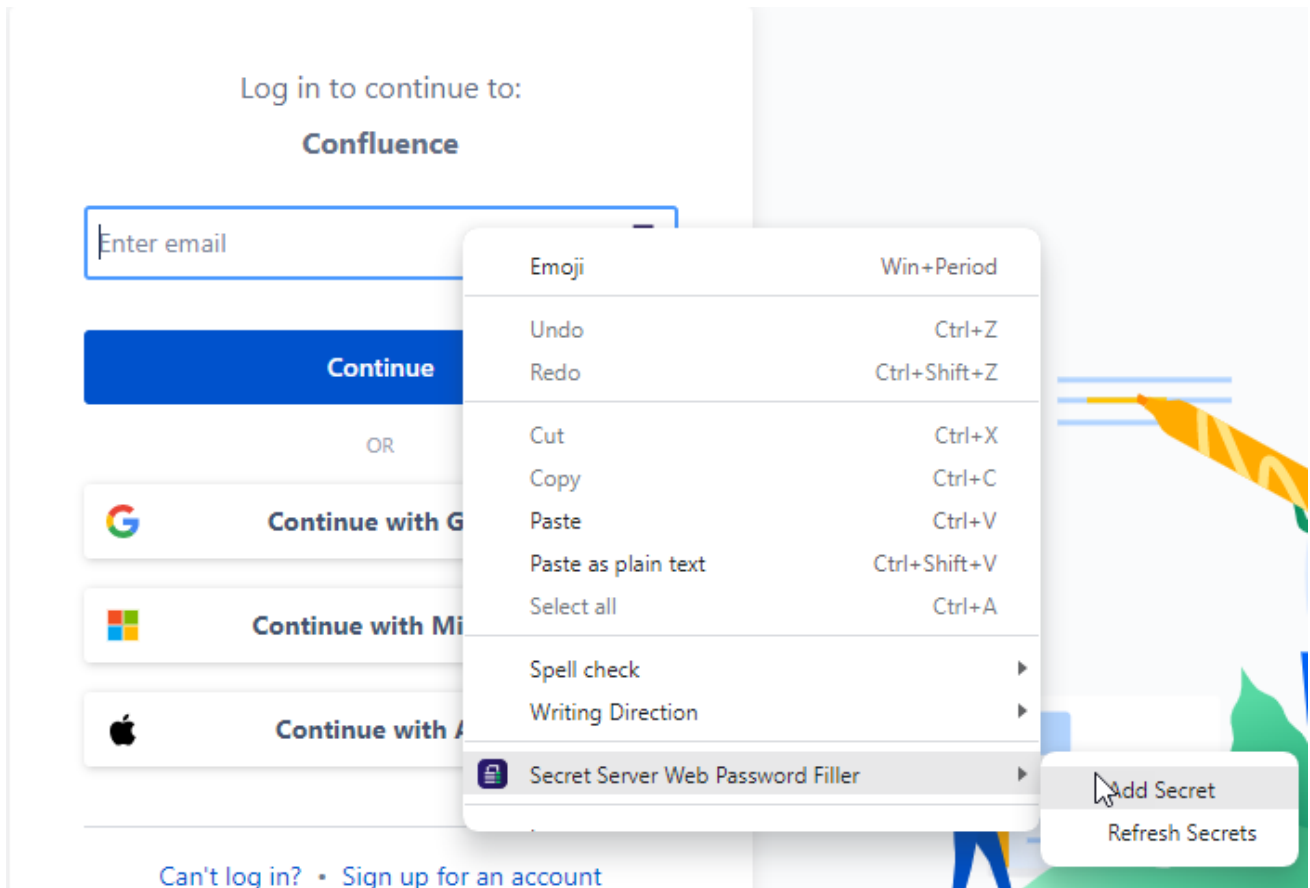 Log in to continue to:
Confluence
Enter email
Continue
OR
Continue with G
Continue with Mi
Continue with
Can't log in? • Sign up for an account
Emoji Win+Period
Undo Ctrl+Z
Redo Ctrl+Shift+Z
Cut Ctrl+X
Copy Ctrl+C
Paste Ctrl+V
Paste as plain text Ctrl+Shift+V
Select all Ctrl+A
Spell check
Writing Direction
Secret Server Web Password Filler
Add Secret
Refresh Secrets